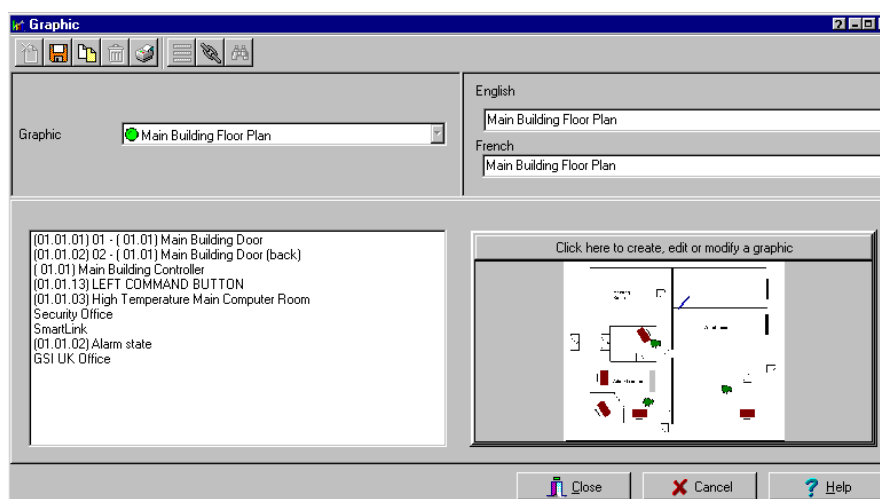 Graphic
English
Main Building Floor Plan
Graphic
Main Building Floor Plan
French
Main Building Floor Plan
(01.01.01) 01 - ( 01.01) Main Building Door
(01.01.02) 02 - ( 01.01) Main Building Door (back)
( 01.01) Main Building Controller
(01.01.13) LEFT COMMAND BUTTON
(01.01.03) High Temperature Main Computer Room
Security Office
SmartLink
(01.01.02) Alarm state
GSI UK Office
Click here to create, edit or modify a graphic
Close
Cancel
Help